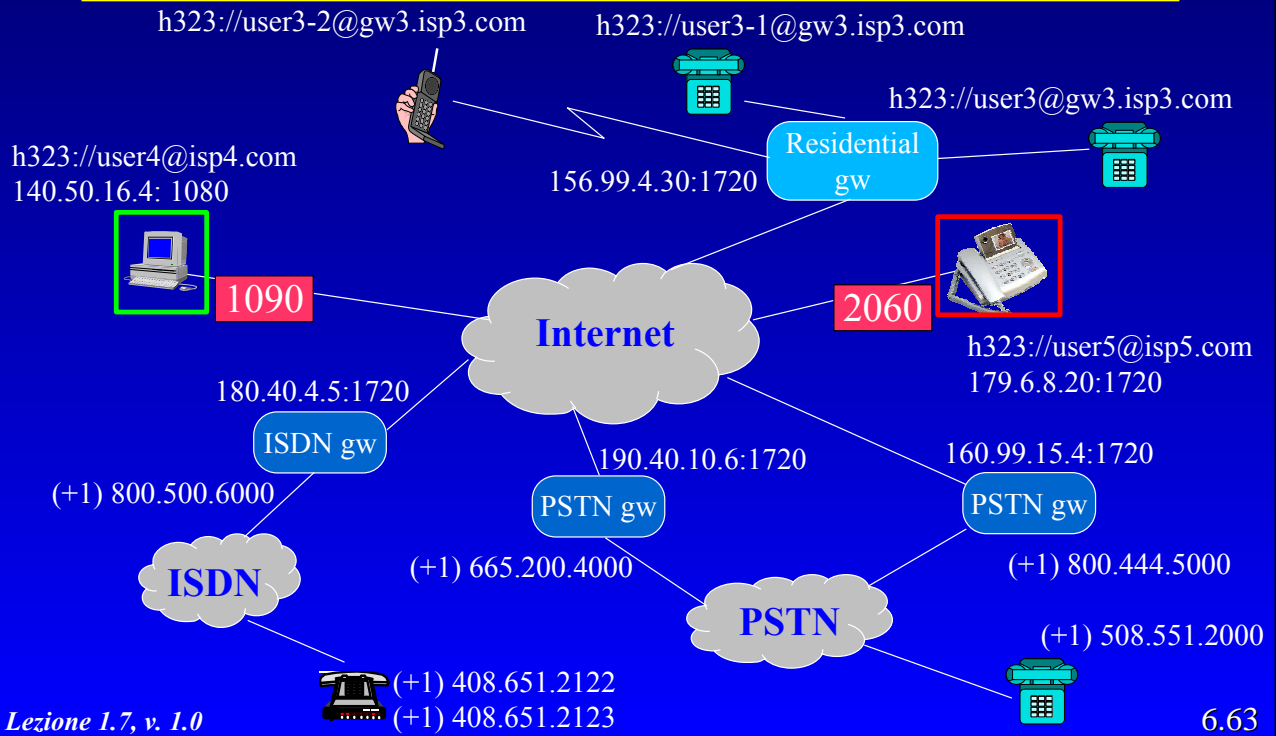 h323://user3-2@gw3.isp3.com
h323://user3-1@gw3.isp3.com
h323://user3@gw3.isp3.com
Residential
gw
156.99.4.30:1720
h323://user4@isp4.com
140.50.16.4: 1080
1090
Internet
2060
h323://user5@isp5.com
179.6.8.20:1720
180.40.4.5:1720
ISDN gw
190.40.10.6:1720
160.99.15.4:1720
(+1) 800.500.6000
PSTN gw
PSTN gw
(+1) 665.200.4000
(+1) 800.444.5000
ISDN
PSTN
(+1) 508.551.2000
(+1) 408.651.2122
(+1) 408.651.2123
Lezione 1.7, v. 1.0
6.63